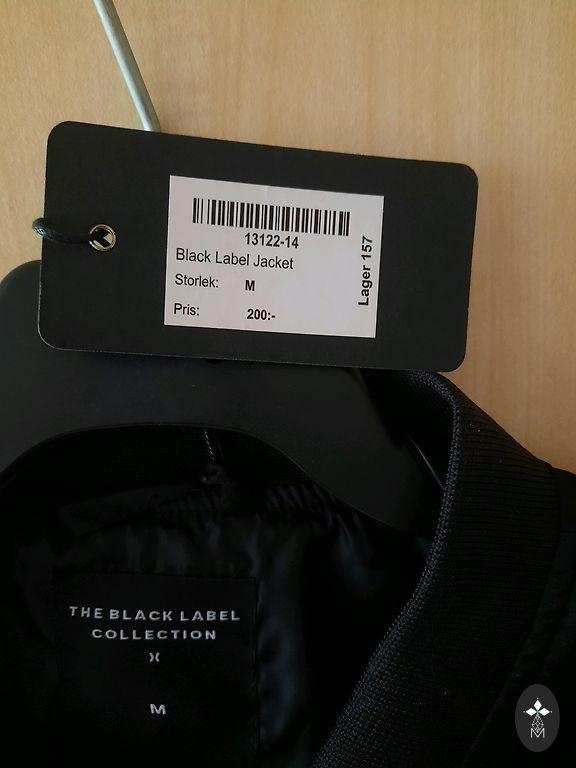 13122-14
Black Label Jacket
Storlek: M
Pris: 200:-
Lager 157
THE BLACK LABEL
COLLECTION
M